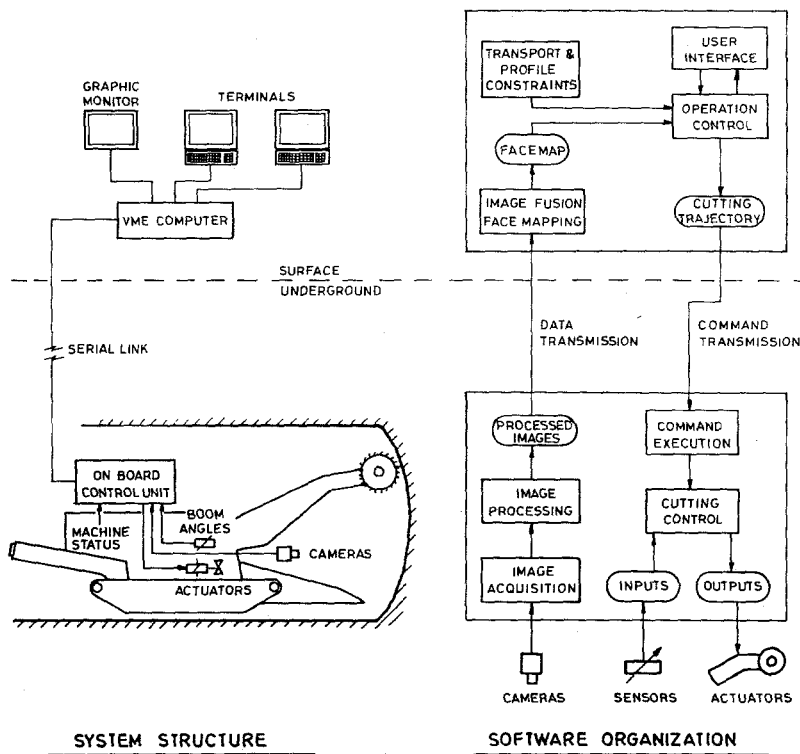 GRAPHIC
MONITOR
TERMINALS
VME COMPUTER
SURFACE
UNDERGROUND
SERIAL LINK
ON BOARD
CONTROL UNIT
MACHINE
STATUS
BOOM
ANGLES
CAMERAS
ACTUATORS
SYSTEM STRUCTURE
TRANSPORT &
PROFILE
CONSTRAINTS
USER
INTERFACE
OPERATION
CONTROL
FACEMAP
IMAGE FUSION
FACE MAPPING
CUTTING
TRAJECTORY
DATA
TRANSMISSION
COMMAND
TRANSMISSION
PROCESSED
IMAGES
COMMAND
EXECUTION
IMAGE
PROCESSING
CUTTING
CONTROL
IMAGE
ACQUISITION
INPUTS
OUTPUTS
CAMERAS
SENSORS
ACTUATORS
SOFTWARE ORGANIZATION